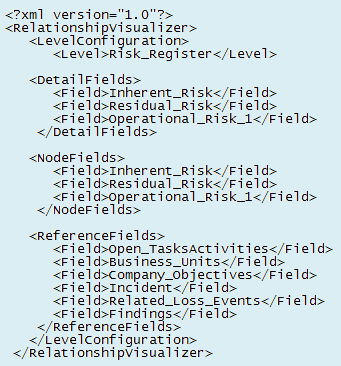 <?xml version="1.0"?>
<RelationshipVisualizer>
<LevelConfiguration>
<Level>Risk_Register</Level>
<DetailFields>
<Field>Inherent_Risk</Field>
<Field>Residual_Risk</Field>
<Field>Operational_Risk_1</Field>
</DetailFields>
<NodeFields>
<Field>Inherent_Risk</Field>
<Field>Residual_Risk</Field>
<Field>Operational_Risk_1</Field>
</NodeFields>
<ReferenceFields>
<Field>Open_TasksActivities</Field>
<Field>Business_Units</Field>
<Field>Company_Objectives</Field>
<Field>Incident</Field>
<Field>Related_Loss_Events</Field>
<Field>Findings</Field>
</ReferenceFields>
</LevelConfiguration>
</RelationshipVisualizer>